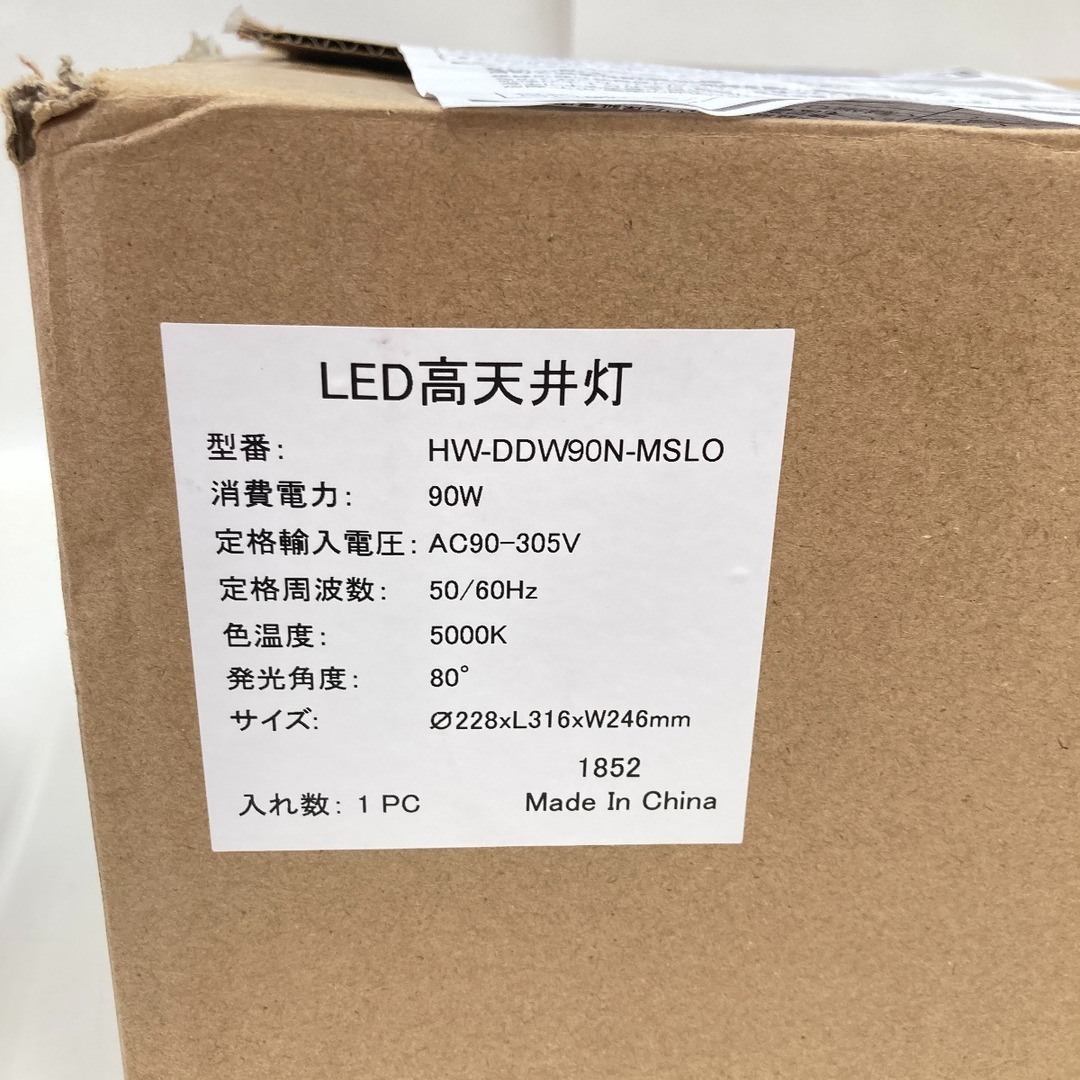 LED高天井灯
型番: HW-DDW90N-MSLO
消費電力: 90W
定格輸入電圧: AC90-305V
定格周波数: 50/60Hz
色温度: 5000K
発光角度: 80°
サイズ: Ø228xL316xW246mm
1852
入れ数: 1 PC Made In China